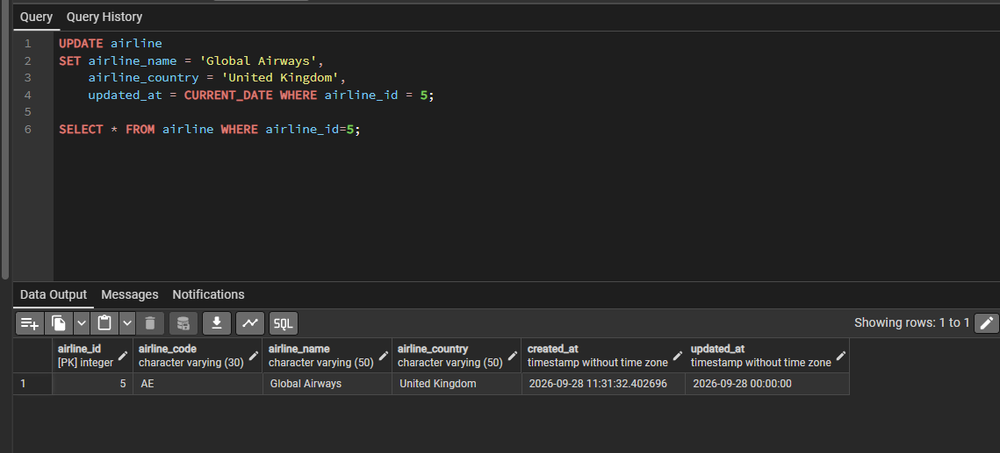 Query Query History
1 UPDATE airline
2 SET airline_name = 'Global Airways',
3 airline_country = 'United Kingdom',
4 updated_at = CURRENT_DATE WHERE airline_id = 5;
5
6 SELECT * FROM airline WHERE airline_id=5;
Data Output Messages Notifications
SQL Showing rows: 1 to 1
airline_id airline_code airline_name airline_country created_at updated_at
[PK] integer character varying (30) character varying (50) character varying (50) timestamp without time zone timestamp without time zone
1 5 AE Global Airways United Kingdom 2026-09-28 11:31:32.402696 2026-09-28 00:00:00